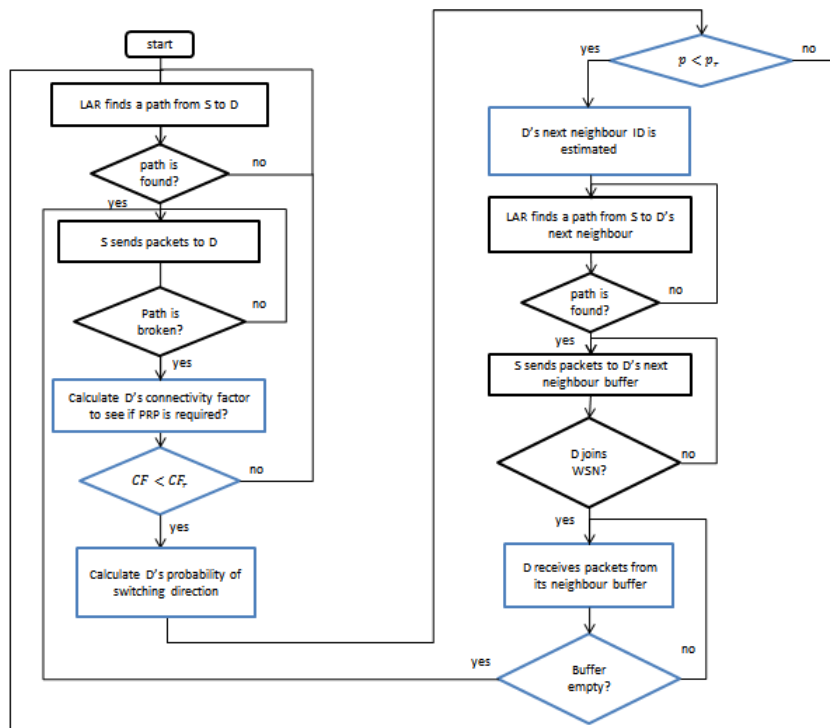 start
LAR finds a path from S to D
path is
found?
no
yes
S sends packets to D
Path is
broken?
no
yes
Calculate D's connectivity factor
to see if PRP is required?
CF < CFτ
no
yes
Calculate D's probability of
switching direction
yes
p < pτ
no
D's next neighbour ID is
estimated
LAR finds a path from S to D's
next neighbour
path is
found?
no
yes
S sends packets to D's next
neighbour buffer
D joins
WSN?
no
yes
D receives packets from
its neighbour buffer
Buffer
empty?
no
yes